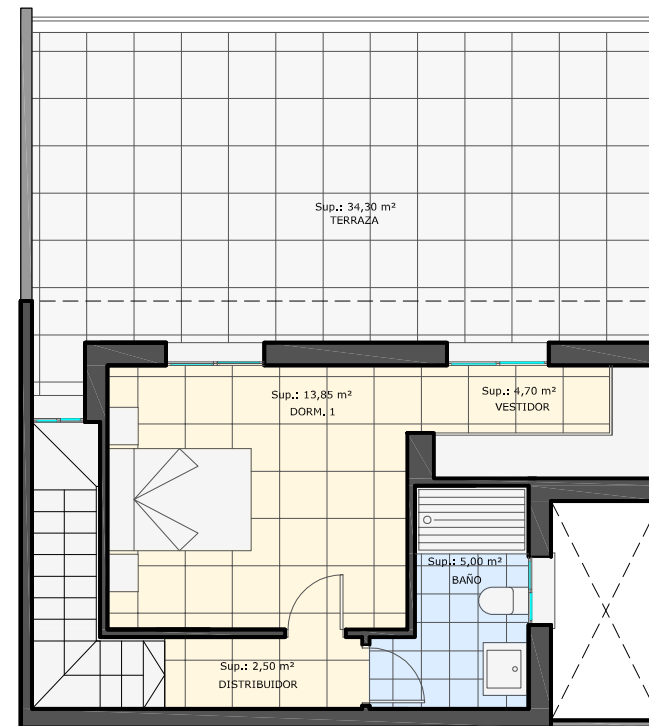 Sup.: 34,30 m²
TERRAZA
Sup.: 13,85 m²
DORM. 1
Sup.: 4,70 m²
VESTIDOR
Sup.: 5,00 m²
BAÑO
Sup.: 2,50 m²
DISTRIBUIDOR